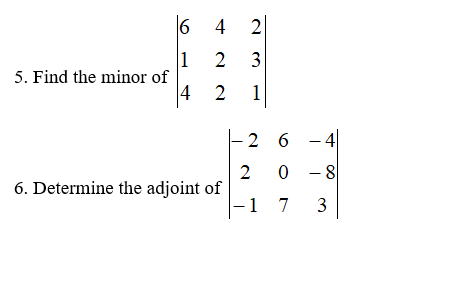 |6 4 2|
|1 2 3|
5. Find the minor of
|4 2 1|
|−2 6 −4|
|2 0 −8|
6. Determine the adjoint of
|−1 7 3|